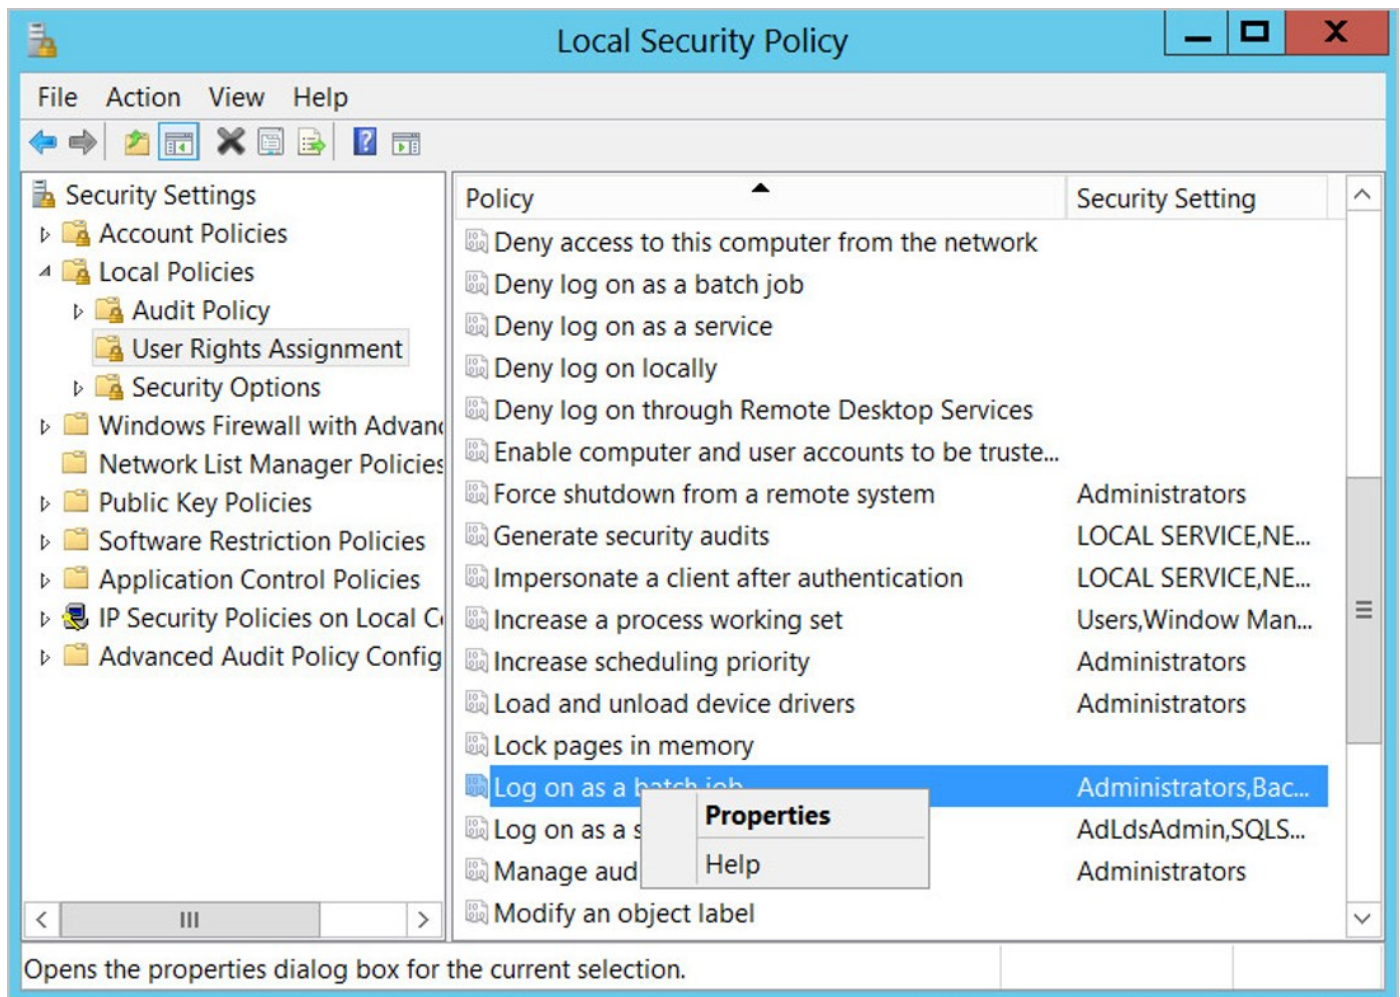 Local Security Policy
File Action View Help
Security Settings
Account Policies
Local Policies
Audit Policy
User Rights Assignment
Security Options
Windows Firewall with Advan
Network List Manager Policies
Public Key Policies
Software Restriction Policies
Application Control Policies
IP Security Policies on Local C
Advanced Audit Policy Config
Policy Security Setting
Deny access to this computer from the network
Deny log on as a batch job
Deny log on as a service
Deny log on locally
Deny log on through Remote Desktop Services
Enable computer and user accounts to be truste...
Force shutdown from a remote system Administrators
Generate security audits LOCAL SERVICE,NE...
Impersonate a client after authentication LOCAL SERVICE,NE...
Increase a process working set Users,Window Man...
Increase scheduling priority Administrators
Load and unload device drivers Administrators
Lock pages in memory
Log on as a batch job Administrators,Bac...
Log on as a s AdLdsAdmin,SQLS...
Manage aud Administrators
Modify an object label
Properties
Help
Opens the properties dialog box for the current selection.